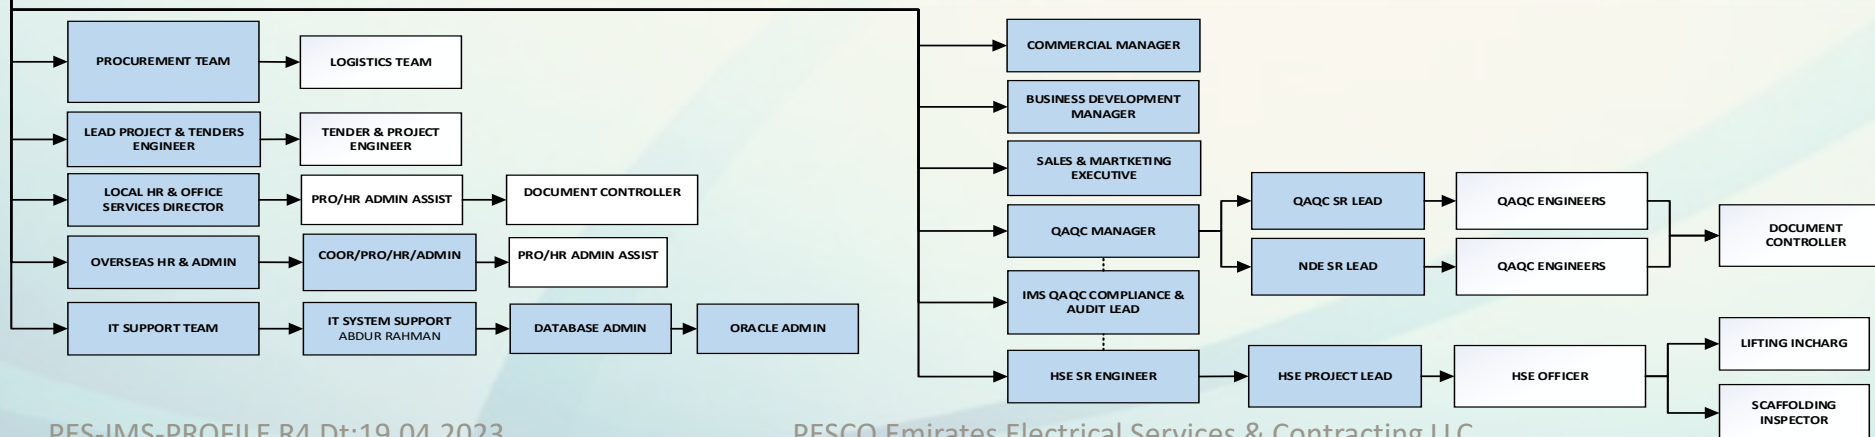 PROCUREMENT TEAM
LOGISTICS TEAM
LEAD PROJECT & TENDERS
ENGINEER
TENDER & PROJECT
ENGINEER
LOCAL HR & OFFICE
SERVICES DIRECTOR
PRO/HR ADMIN ASSIST
DOCUMENT CONTROLLER
OVERSEAS HR & ADMIN
COOR/PRO/HR/ADMIN
PRO/HR ADMIN ASSIST
IT SUPPORT TEAM
IT SYSTEM SUPPORT
ABDUR RAHMAN
DATABASE ADMIN
ORACLE ADMIN
COMMERCIAL MANAGER
BUSINESS DEVELOPMENT
MANAGER
SALES & MARTKETING
EXECUTIVE
QAQC MANAGER
QAQC SR LEAD
QAQC ENGINEERS
NDE SR LEAD
QAQC ENGINEERS
DOCUMENT
CONTROLLER
IMS QAQC COMPLIANCE &
AUDIT LEAD
HSE SR ENGINEER
HSE PROJECT LEAD
HSE OFFICER
LIFTING INCHARG
SCAFFOLDING
INSPECTOR
PES-IMS-PROFILE R4 Dt:19.04.2023
PESCO Emirates Electrical Services & Contracting LLC